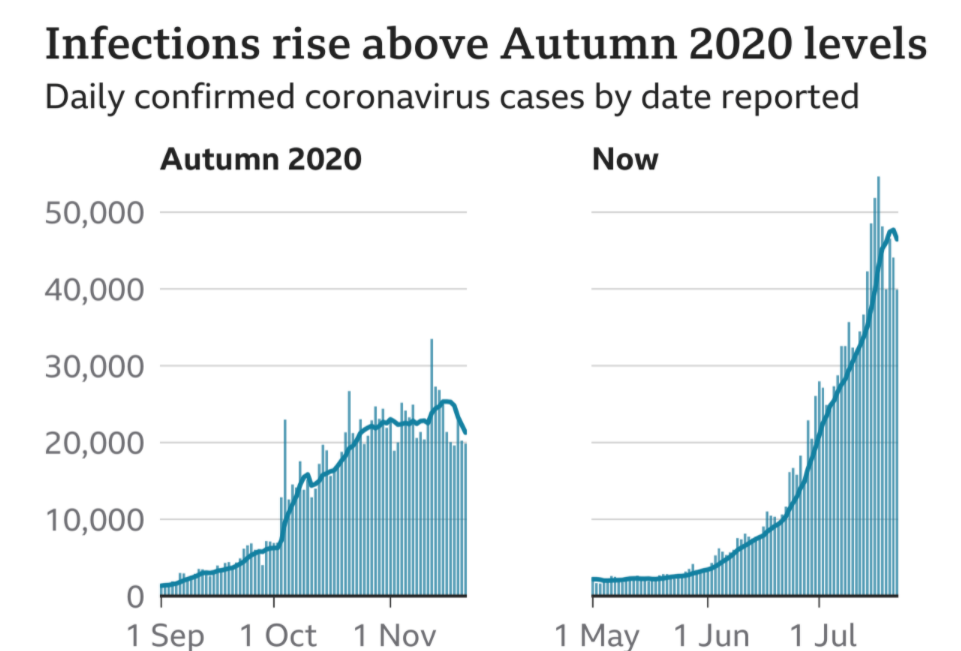 Infections rise above Autumn 2020 levels
Daily confirmed coronavirus cases by date reported
Autumn 2020
Now
50,000
40,000
30,000
20,000
10,000
0
1 Sep 1 Oct 1 Nov
1 May 1 Jun 1 Jul